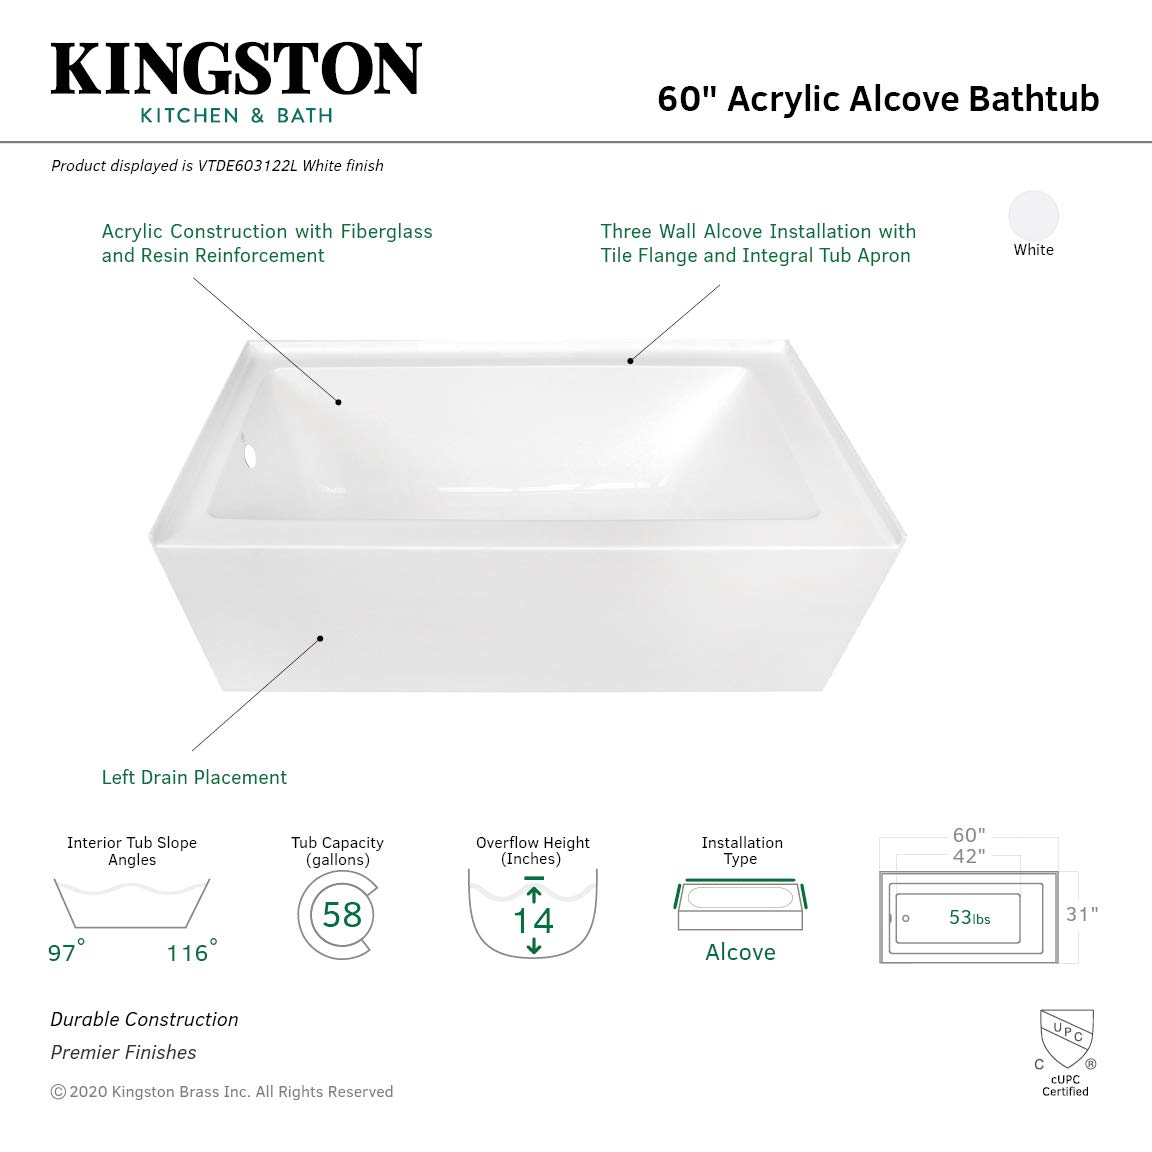 KINGSTON
KITCHEN & BATH
60" Acrylic Alcove Bathtub
Product displayed is VTDE603122L White finish
Acrylic Construction with Fiberglass
and Resin Reinforcement
Three Wall Alcove Installation with
Tile Flange and Integral Tub Apron
White
Left Drain Placement
Interior Tub Slope
Angles
97°
116°
Tub Capacity
(gallons)
58
Overflow Height
(Inches)
14
Installation
Type
Alcove
60"
42"
53lbs
31"
Durable Construction
Premier Finishes
© 2020 Kingston Brass Inc. All Rights Reserved
UPC
C ®
cUPC
Certified